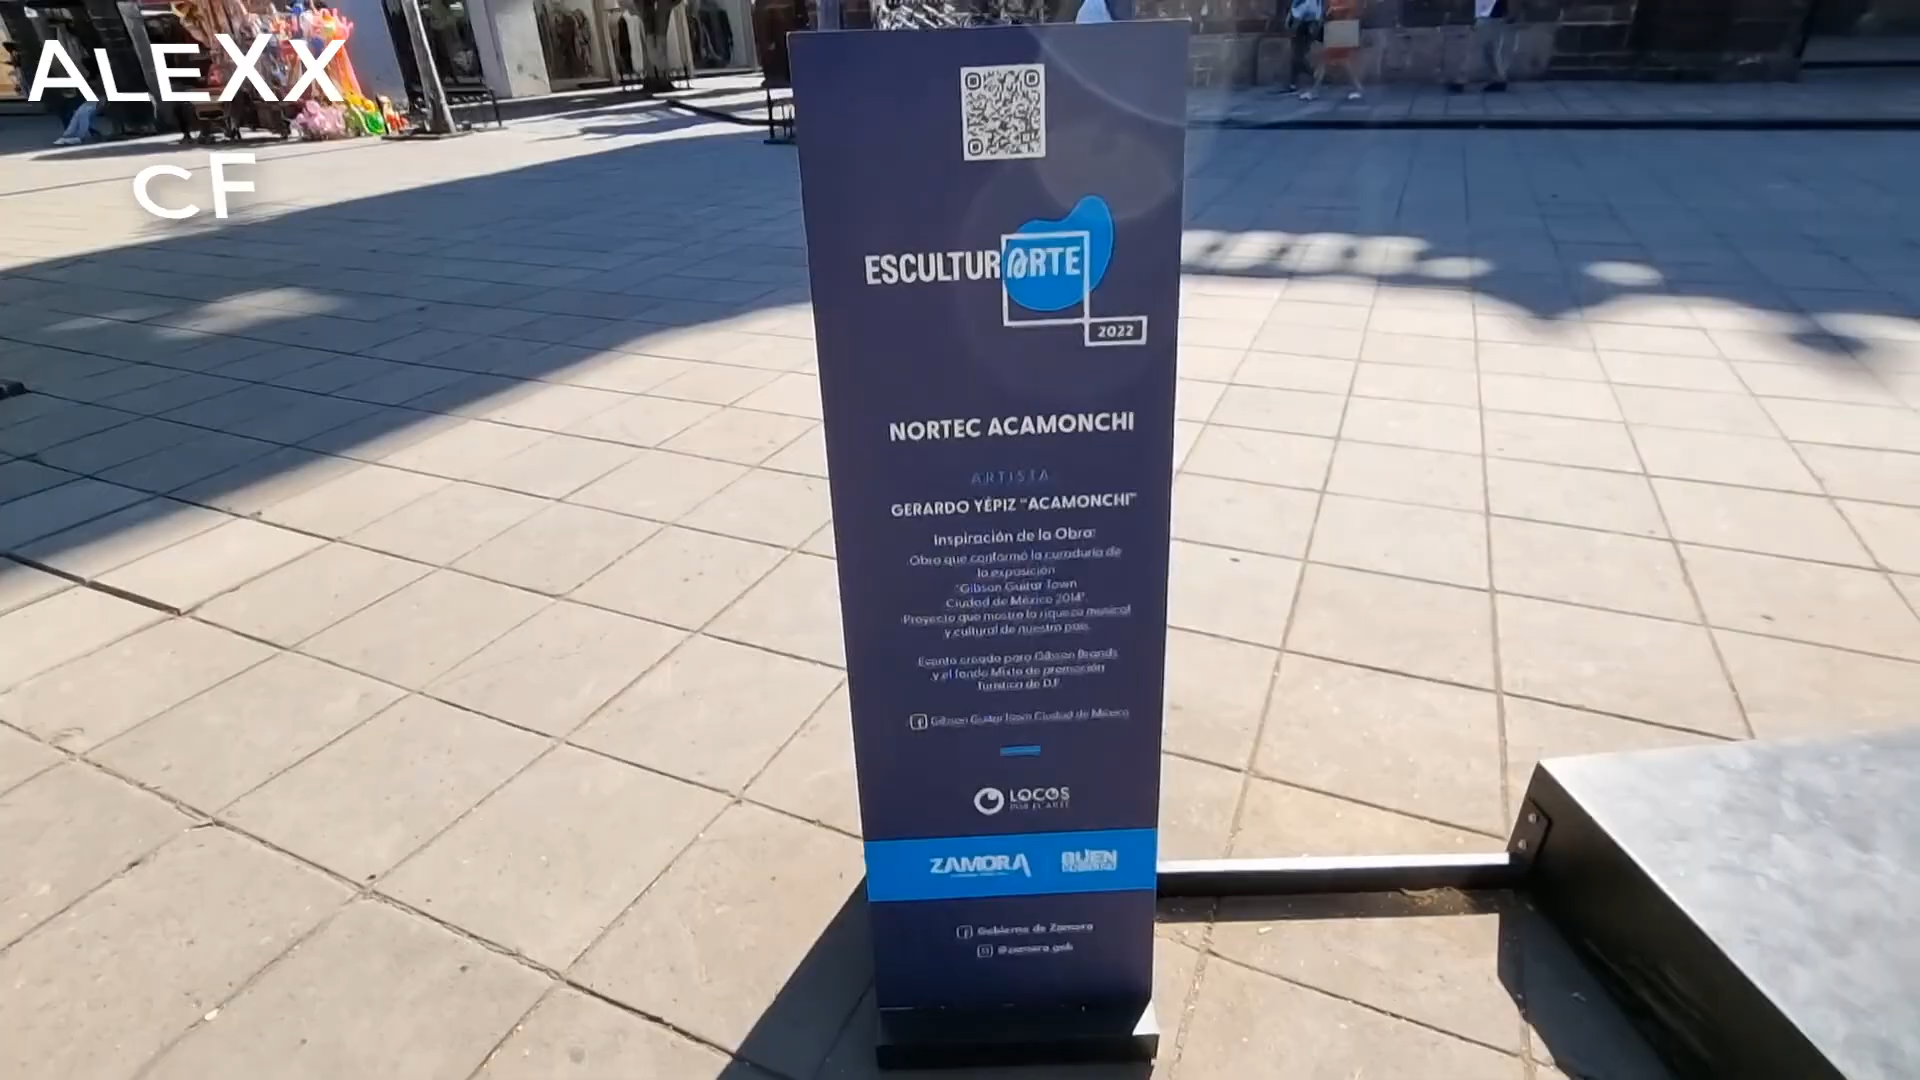 ALEXX
CF
ESCULTURARTE
2022
NORTEC ACAMONCHI
ARTISTA
GERARDO YÉPIZ "ACAMONCHI"
Inspiración de la Obra:
Obra que conformó la curaduría de
la exposición
"Gibson Guitar Town
Ciudad de México 2014"
Proyecto que mostro la riqueza musical
y cultural de nuestro país.
Evento creado para Gibson Brands
y el fondo Mixto de promoción
Turística de D.F.
Gibson Guitar Town Ciudad de México
LOCOS
POR EL ARTE
ZAMORA
BUEN
Gobierno de Zamora
@zamora.gob